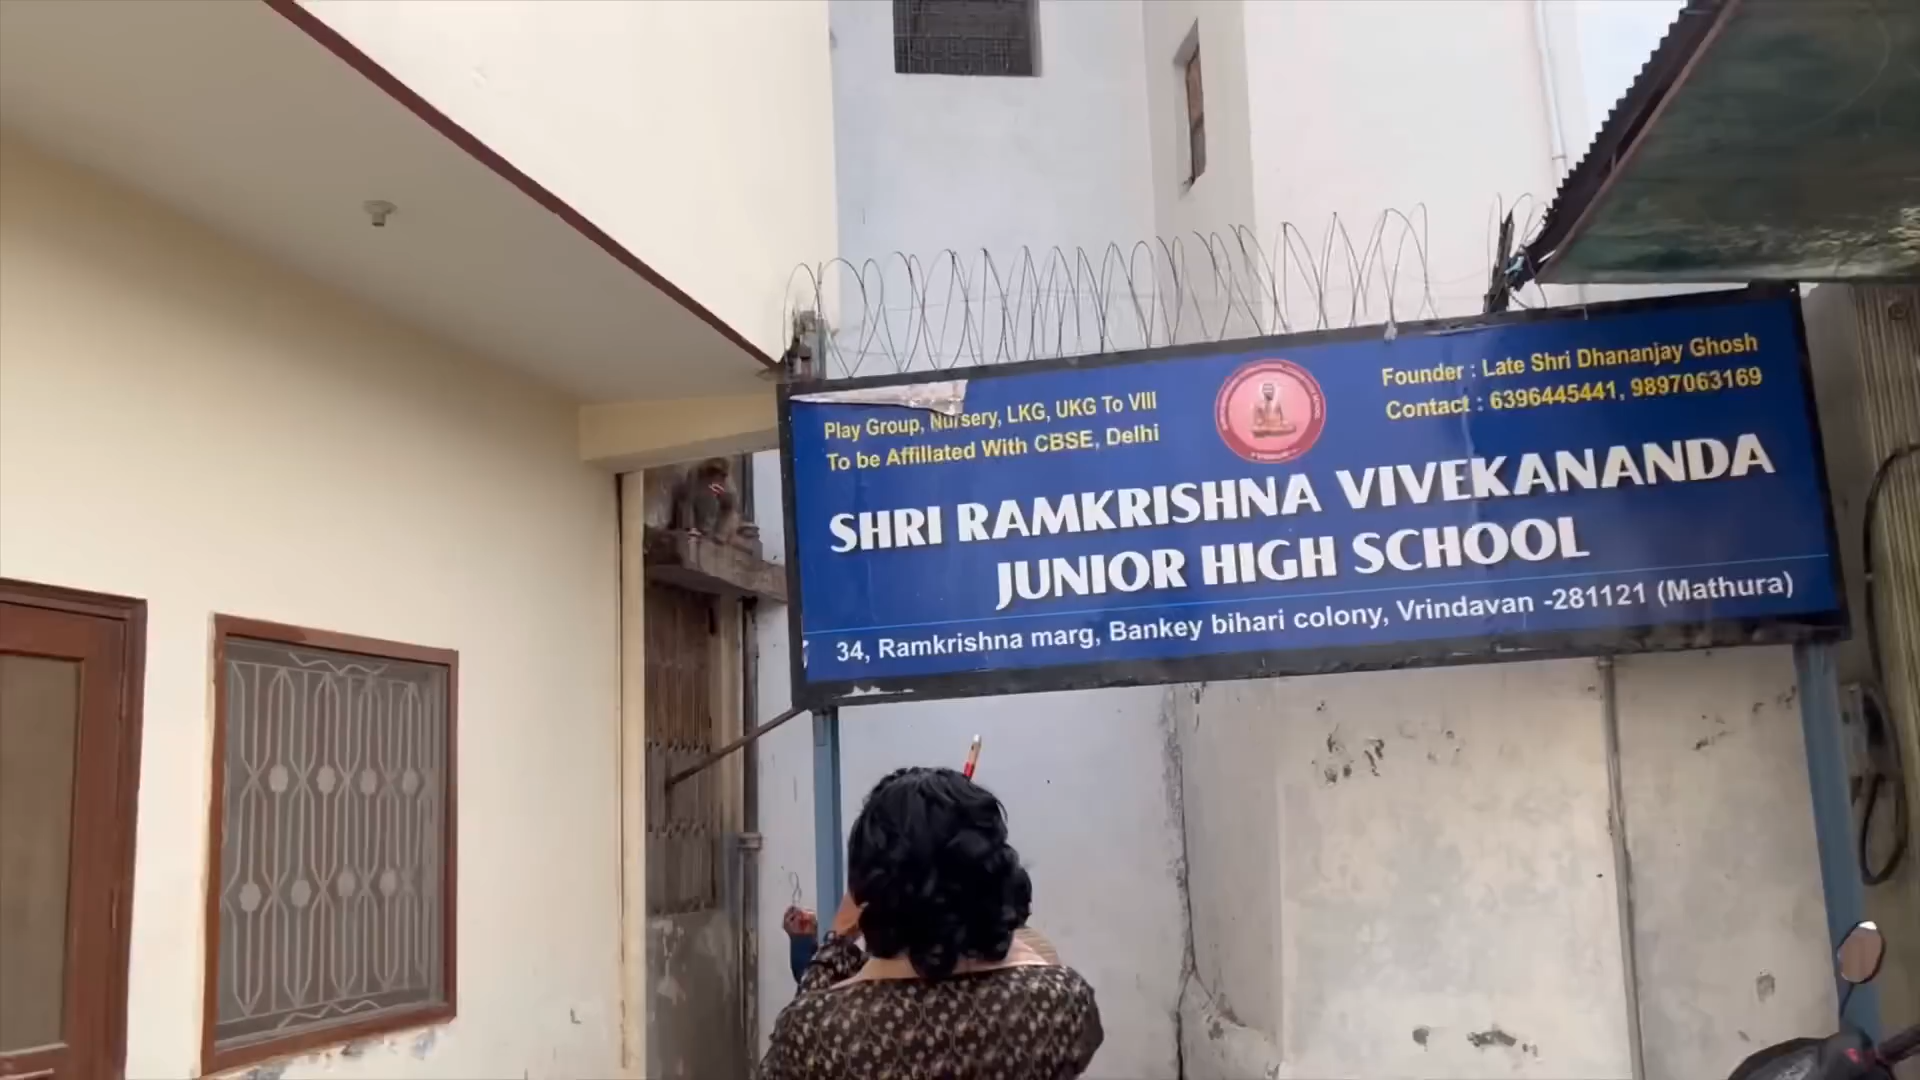 Play Group, Nursery, LKG, UKG To VIII
To be Affillated With CBSE, Delhi
Founder : Late Shri Dhananjay Ghosh
Contact : 6396445441, 9897063169
SHRI RAMKRISHNA VIVEKANANDA
JUNIOR HIGH SCHOOL
34, Ramkrishna marg, Bankey bihari colony, Vrindavan -281121 (Mathura)